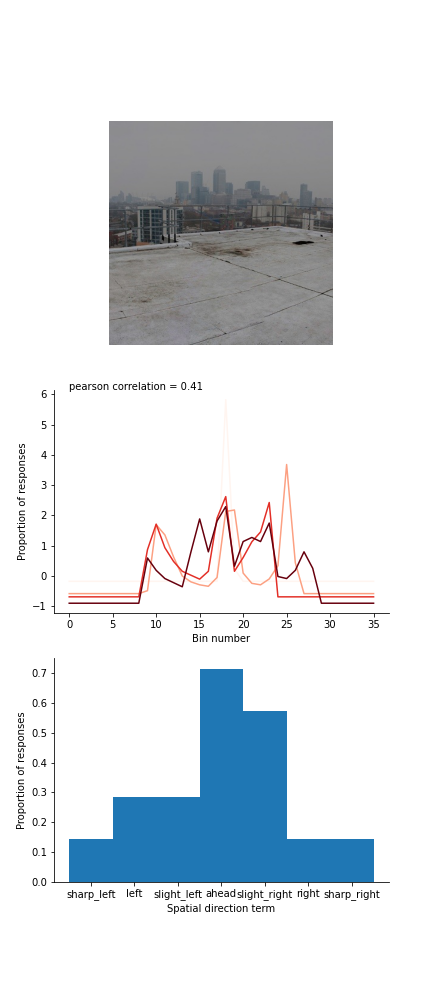 pearson correlation = 0.41
6
5
4
3
2
1
0
−1
Proportion of responses
0 5 10 15 20 25 30 35
Bin number
0.7
0.6
0.5
0.4
0.3
0.2
0.1
0.0
Proportion of responses
sharp_left left slight_left ahead slight_right right sharp_right
Spatial direction term